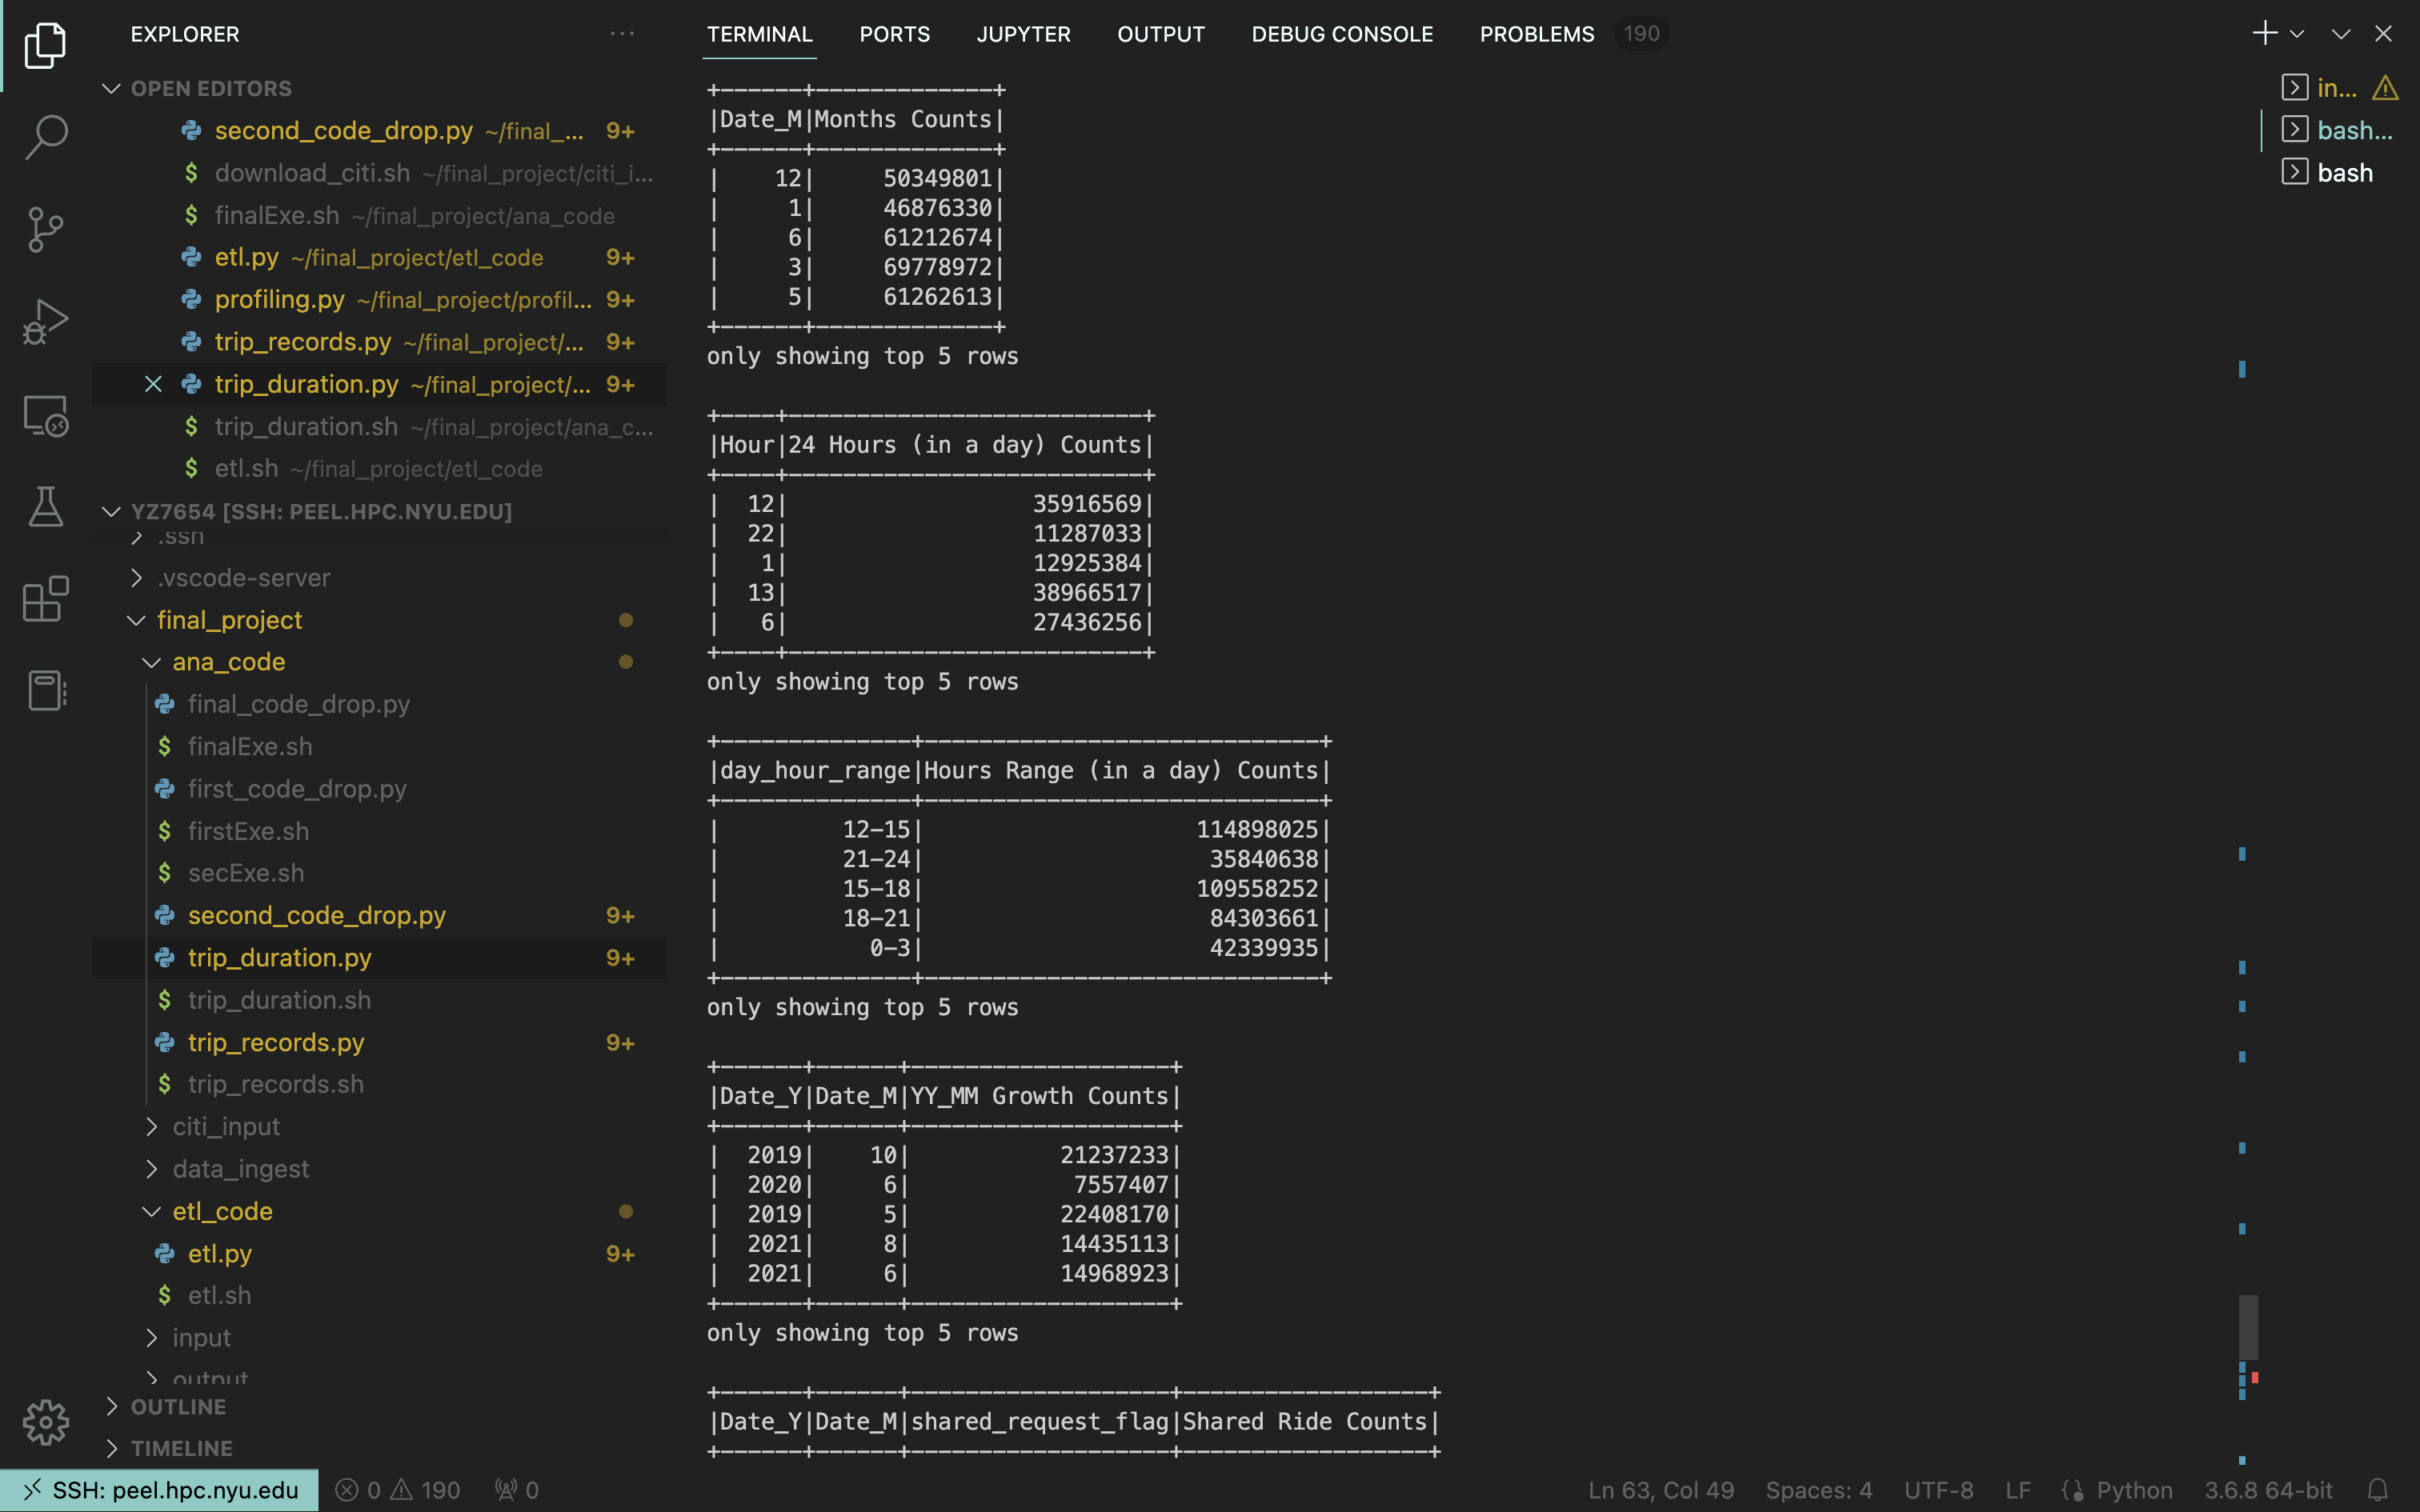 EXPLORER
OPEN EDITORS
second_code_drop.py ~/final_... 9+
download_citi.sh ~/final_project/citi_i...
finalExe.sh ~/final_project/ana_code
etl.py ~/final_project/etl_code 9+
profiling.py ~/final_project/profil... 9+
trip_records.py ~/final_project/... 9+
trip_duration.py ~/final_project/... 9+
trip_duration.sh ~/final_project/ana_c...
etl.sh ~/final_project/etl_code
YZ7654 [SSH: PEEL.HPC.NYU.EDU]
.ssh
.vscode-server
final_project
ana_code
final_code_drop.py
finalExe.sh
first_code_drop.py
firstExe.sh
secExe.sh
second_code_drop.py 9+
trip_duration.py 9+
trip_duration.sh
trip_records.py 9+
trip_records.sh
citi_input
data_ingest
etl_code
etl.py 9+
etl.sh
input
output
OUTLINE
TIMELINE
TERMINAL PORTS JUPYTER OUTPUT DEBUG CONSOLE PROBLEMS 190
+------+-------------+
|Date_M|Months Counts|
+------+-------------+
|    12|     50349801|
|     1|     46876330|
|     6|     61212674|
|     3|     69778972|
|     5|     61262613|
+------+-------------+
only showing top 5 rows
+----+--------------------------+
|Hour|24 Hours (in a day) Counts|
+----+--------------------------+
|  12|                  35916569|
|  22|                  11287033|
|   1|                  12925384|
|  13|                  38966517|
|   6|                  27436256|
+----+--------------------------+
only showing top 5 rows
+--------------+-----------------------------+
|day_hour_range|Hours Range (in a day) Counts|
+--------------+-----------------------------+
|         12-15|                    114898025|
|         21-24|                     35840638|
|         15-18|                    109558252|
|         18-21|                     84303661|
|           0-3|                     42339935|
+--------------+-----------------------------+
only showing top 5 rows
+------+------+-------------------+
|Date_Y|Date_M|YY_MM Growth Counts|
+------+------+-------------------+
|  2019|    10|           21237233|
|  2020|     6|            7557407|
|  2019|     5|           22408170|
|  2021|     8|           14435113|
|  2021|     6|           14968923|
+------+------+-------------------+
only showing top 5 rows
+------+------+-------------------+------------------+
|Date_Y|Date_M|shared_request_flag|Shared Ride Counts|
+------+------+-------------------+------------------+
in...
bash...
bash
SSH: peel.hpc.nyu.edu 0 190 0 Ln 63, Col 49 Spaces: 4 UTF-8 LF Python 3.6.8 64-bit